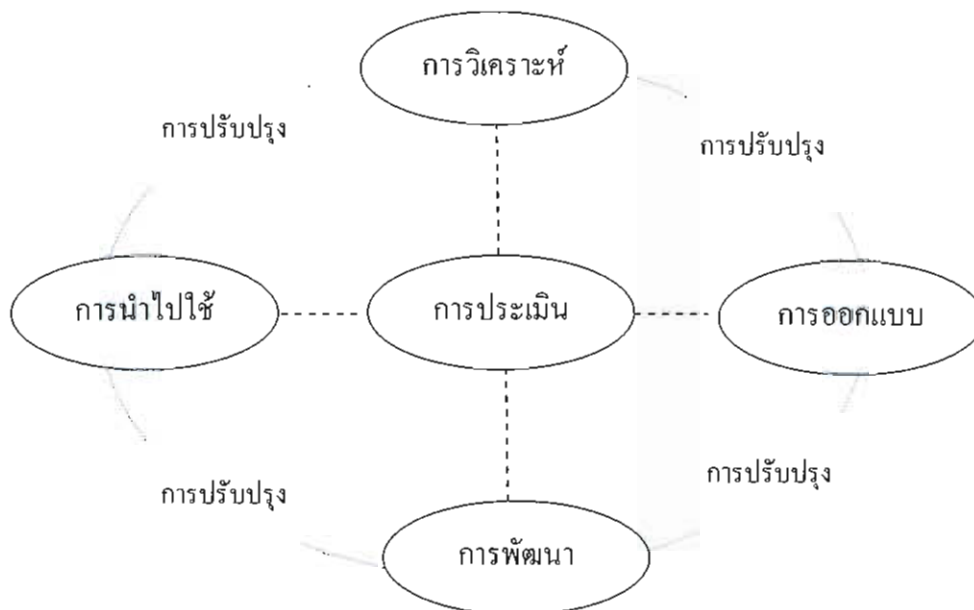 การวิเคราะห์
การปรับปรุง
การปรับปรุง
การนำไปใช้
การประเมิน
การออกแบบ
การปรับปรุง
การปรับปรุง
การพัฒนา